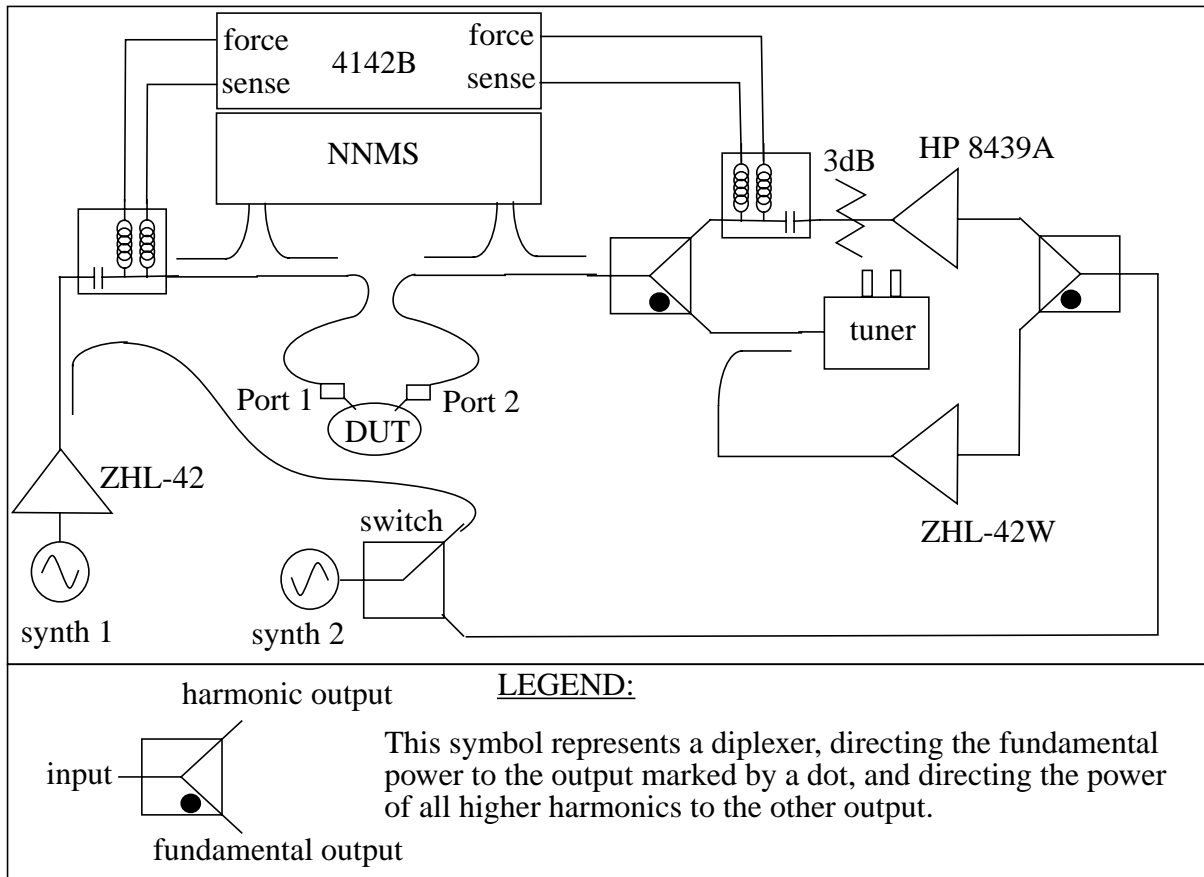 force
sense
4142B
force
sense
NNMS
3dB
HP 8439A
tuner
Port 1
Port 2
DUT
ZHL-42
switch
ZHL-42W
synth 1
synth 2
LEGEND:
harmonic output
input
fundamental output
This symbol represents a diplexer, directing the fundamental
power to the output marked by a dot, and directing the power
of all higher harmonics to the other output.